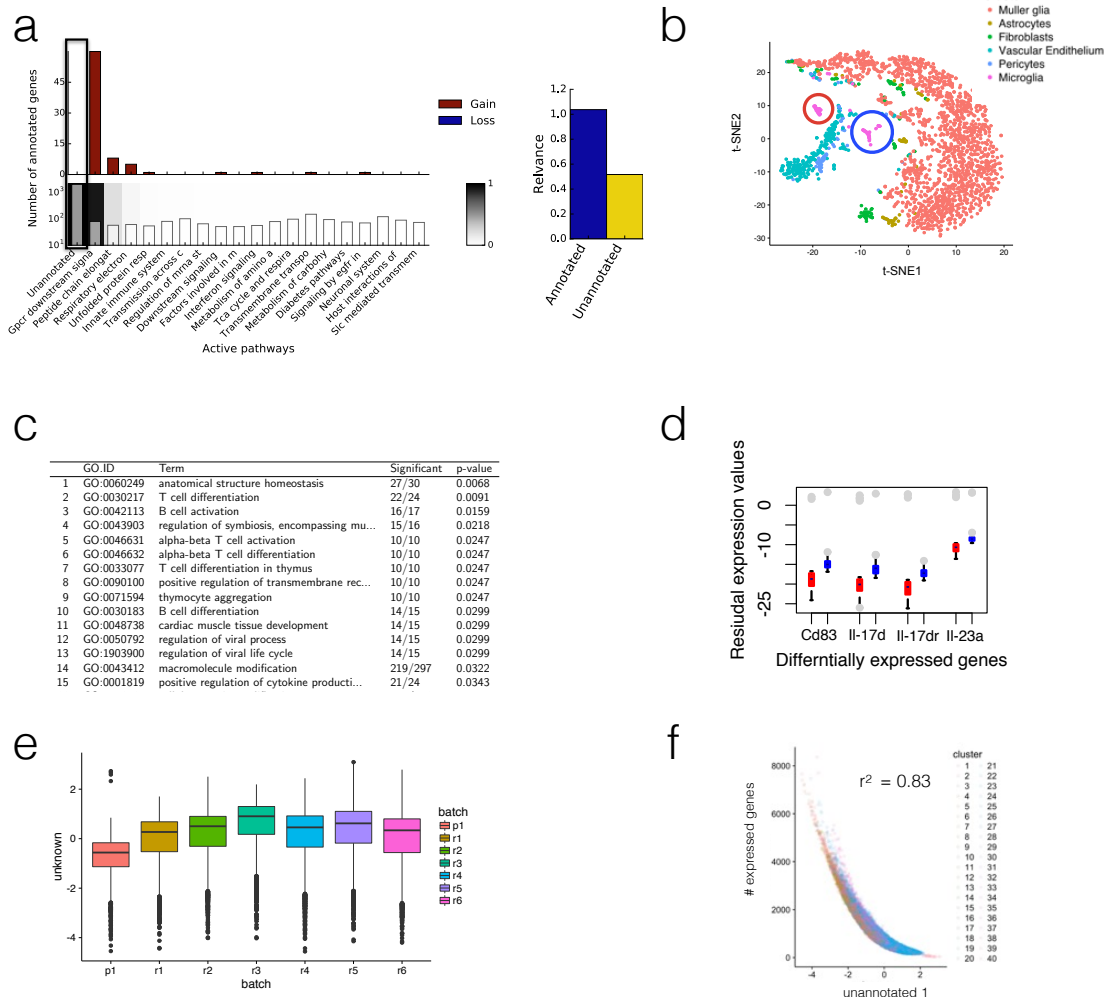 a
Number of annotated genes
45
30
15
0
10³
10²
10¹
Gain
Loss
1
0
Unannotated
Gpcr downstream signa
Peptide chain elongat
Respiratory electron
Unfolded protein resp
Innate immune system
Transmission across c
Regulation of mrna st
Downstream signaling
Factors involved in m
Interferon signaling
Metabolism of amino a
Tca cycle and respira
Transmembrane transpo
Metabolism of carbohy
Diabetes pathways
Signaling by egfr in
Neuronal system
Host interactions of
Slc mediated transmem
Active pathways
Relvance
1.2
1.0
0.8
0.6
0.4
0.2
0.0
Annotated
Unannotated
b
Muller glia
Astrocytes
Fibroblasts
Vascular Endithelium
Pericytes
Microglia
t-SNE2
20
10
0
-10
-20
-30
-20 -10 0 10 20
t-SNE1
c
GO.ID Term Significant p-value
1 GO:0060249 anatomical structure homeostasis 27/30 0.0068
2 GO:0030217 T cell differentiation 22/24 0.0091
3 GO:0042113 B cell activation 16/17 0.0159
4 GO:0043903 regulation of symbiosis, encompassing mu... 15/16 0.0218
5 GO:0046631 alpha-beta T cell activation 10/10 0.0247
6 GO:0046632 alpha-beta T cell differentiation 10/10 0.0247
7 GO:0033077 T cell differentiation in thymus 10/10 0.0247
8 GO:0090100 positive regulation of transmembrane rec... 10/10 0.0247
9 GO:0071594 thymocyte aggregation 10/10 0.0247
10 GO:0030183 B cell differentiation 14/15 0.0299
11 GO:0048738 cardiac muscle tissue development 14/15 0.0299
12 GO:0050792 regulation of viral process 14/15 0.0299
13 GO:1903900 regulation of viral life cycle 14/15 0.0299
14 GO:0043412 macromolecule modification 219/297 0.0322
15 GO:0001819 positive regulation of cytokine producti... 21/24 0.0343
d
Resiudal expression values
0
-10
-25
Cd83 Il-17d Il-17dr Il-23a
Differntially expressed genes
e
unknown
2
0
-2
-4
p1 r1 r2 r3 r4 r5 r6
batch
batch
p1
r1
r2
r3
r4
r5
r6
f
# expressed genes
8000
6000
4000
2000
0
r² = 0.83
-4 -2 0 2
unannotated 1
cluster
1 21
2 22
3 23
4 24
5 25
6 26
7 27
8 28
9 29
10 30
11 31
12 32
13 33
14 34
15 35
16 36
17 37
18 38
19 39
20 40